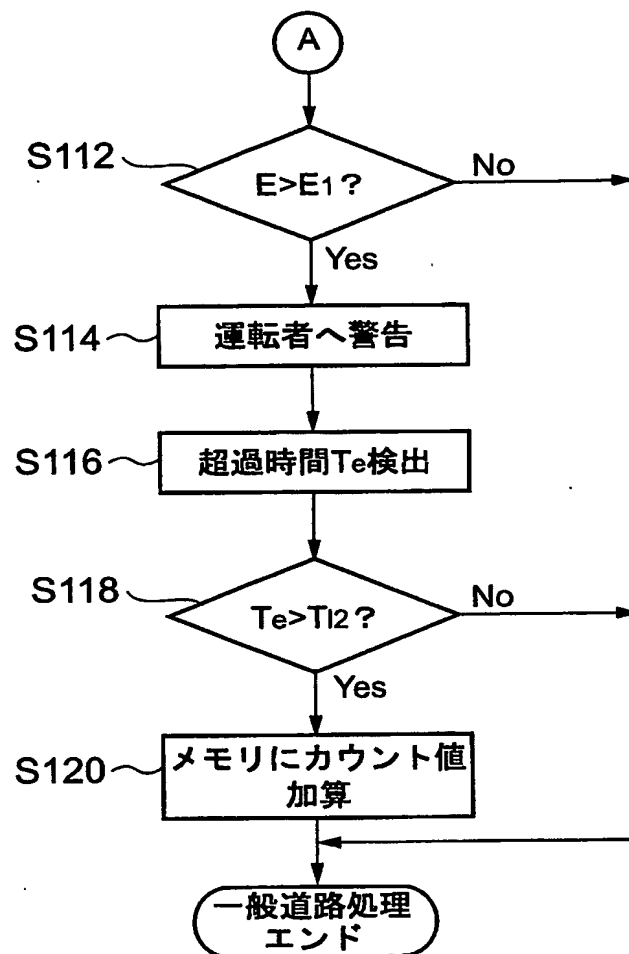 A
S112
E>E1?
No
Yes
S114
運転者へ警告
S116
超過時間Te検出
S118
Te>Tl2?
No
Yes
S120
メモリにカウント値
加算
一般道路処理
エンド